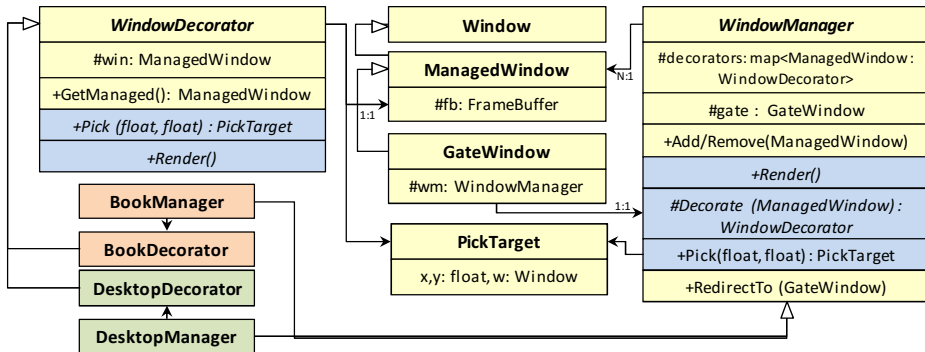 WindowDecorator
#win: ManagedWindow
+GetManaged(): ManagedWindow
+Pick (float, float) : PickTarget
+Render()
BookManager
BookDecorator
DesktopDecorator
DesktopManager
Window
ManagedWindow
#fb: FrameBuffer
1:1
GateWindow
#wm: WindowManager
1:1
PickTarget
x,y: float, w: Window
N:1
WindowManager
#decorators: map<ManagedWindow :
WindowDecorator>
#gate : GateWindow
+Add/Remove(ManagedWindow)
+Render()
#Decorate (ManagedWindow) :
WindowDecorator
+Pick(float, float) : PickTarget
+RedirectTo (GateWindow)